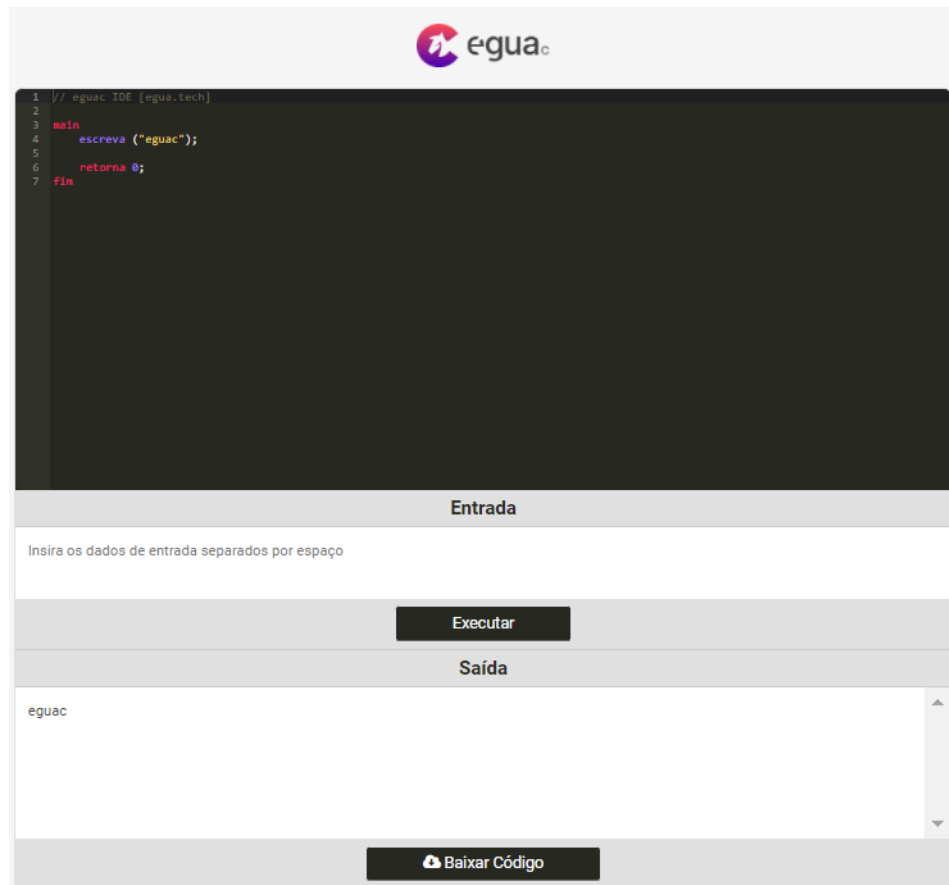 eguac
1 // eguac IDE [egua.tech]
2
3 main
4 escreva ("eguac");
5
6 retorna 0;
7 fim
Entrada
Insira os dados de entrada separados por espaço
Executar
Saída
eguac
Baixar Código